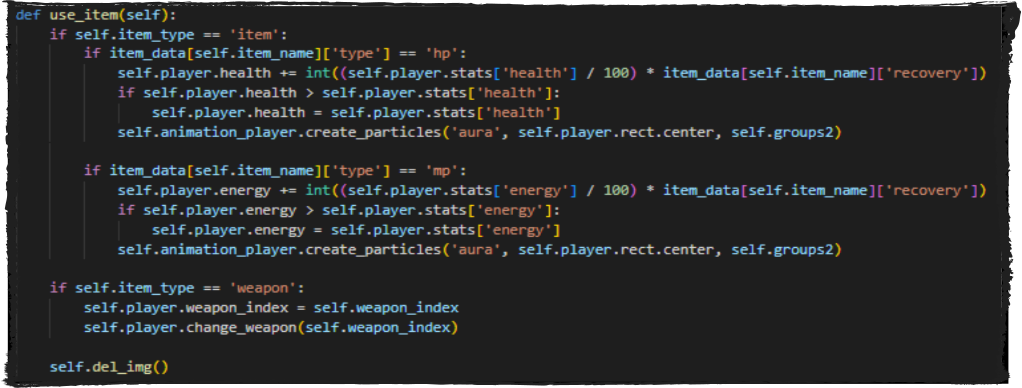 def use_item(self):
    if self.item_type == 'item':
        if item_data[self.item_name]['type'] == 'hp':
            self.player.health += int((self.player.stats['health'] / 100) * item_data[self.item_name]['recovery'])
            if self.player.health > self.player.stats['health']:
                self.player.health = self.player.stats['health']
            self.animation_player.create_particles('aura', self.player.rect.center, self.groups2)

        if item_data[self.item_name]['type'] == 'mp':
            self.player.energy += int((self.player.stats['energy'] / 100) * item_data[self.item_name]['recovery'])
            if self.player.energy > self.player.stats['energy']:
                self.player.energy = self.player.stats['energy']
            self.animation_player.create_particles('aura', self.player.rect.center, self.groups2)

    if self.item_type == 'weapon':
        self.player.weapon_index = self.weapon_index
        self.player.change_weapon(self.weapon_index)

    self.del_img()